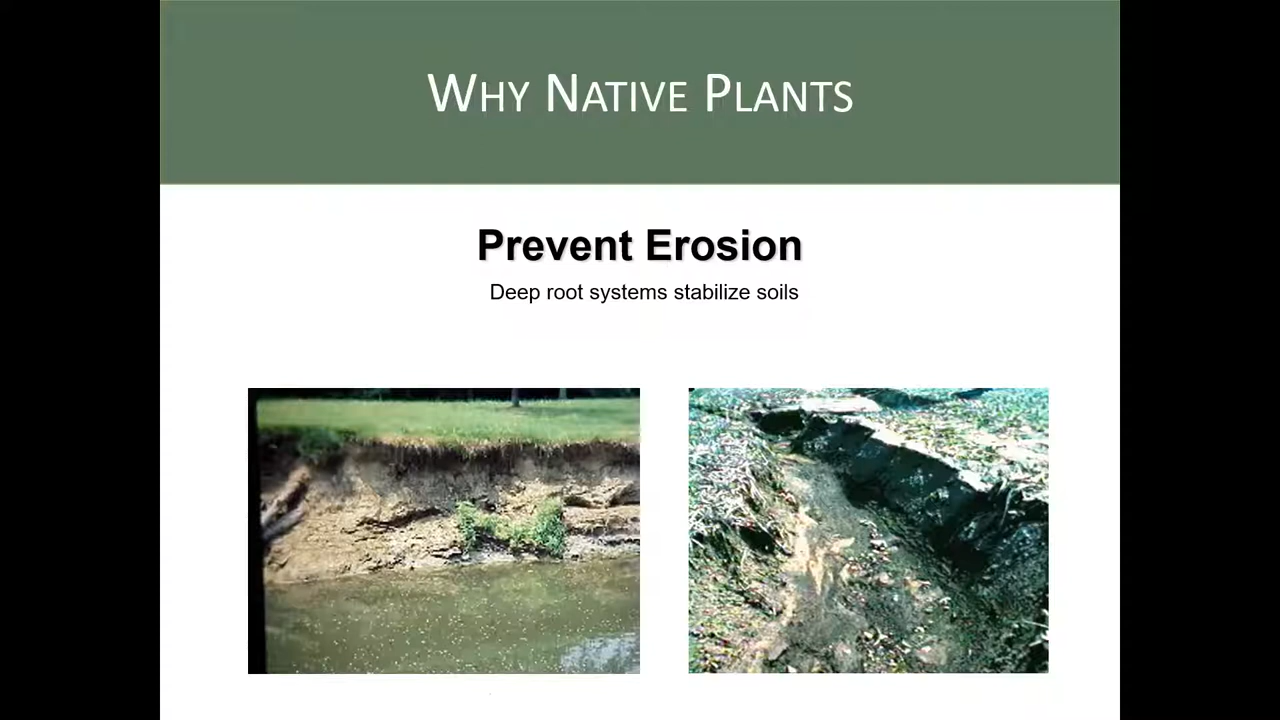 Why Native Plants
Prevent Erosion
Deep root systems stabilize soils